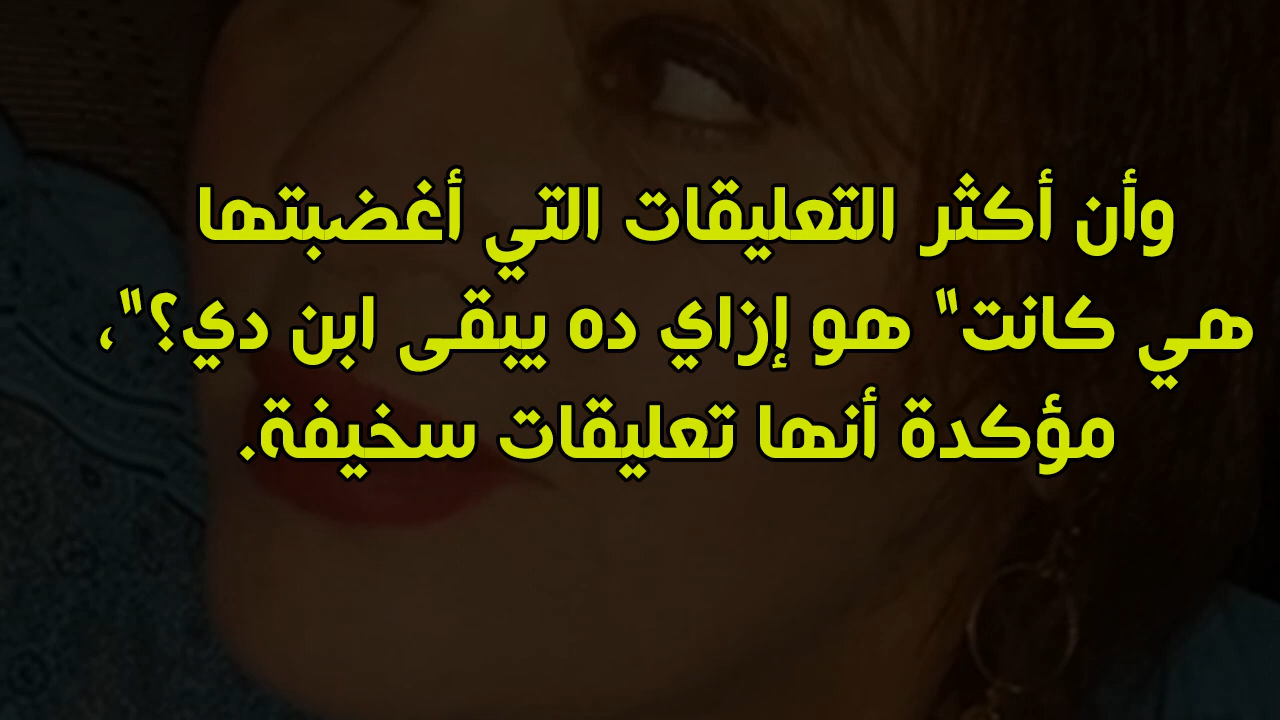 وأن أكثر التعليقات التي أغضبتها
هي كانت" هو إزاي ده يبقى ابن دي؟"،
مؤكدة أنها تعليقات سخيفة.